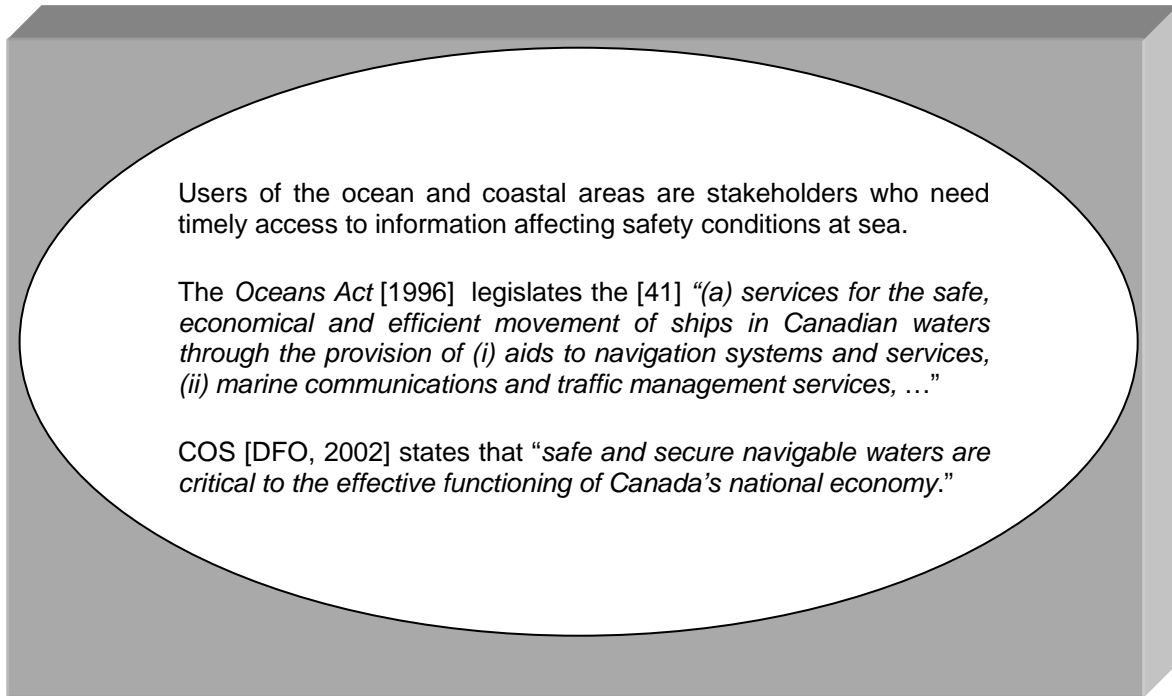 Users of the ocean and coastal areas are stakeholders who need
timely access to information affecting safety conditions at sea.
The Oceans Act [1996] legislates the [41] “(a) services for the safe,
economical and efficient movement of ships in Canadian waters
through the provision of (i) aids to navigation systems and services,
(ii) marine communications and traffic management services, …”
COS [DFO, 2002] states that “safe and secure navigable waters are
critical to the effective functioning of Canada’s national economy.”